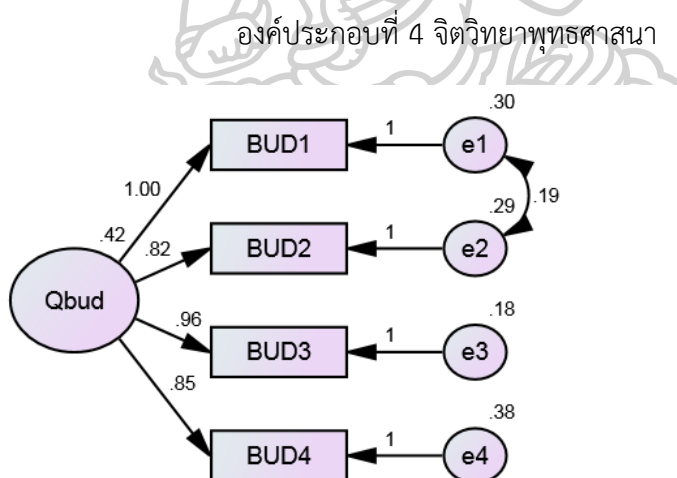 องค์ประกอบที่ 4 จิตวิทยาพุทธศาสนา
.30
BUD1 1 e1
1.00 .19
.29
.42 .82 BUD2 1 e2
Qbud
.18
.96 BUD3 1 e3
.85
.38
BUD4 1 e4